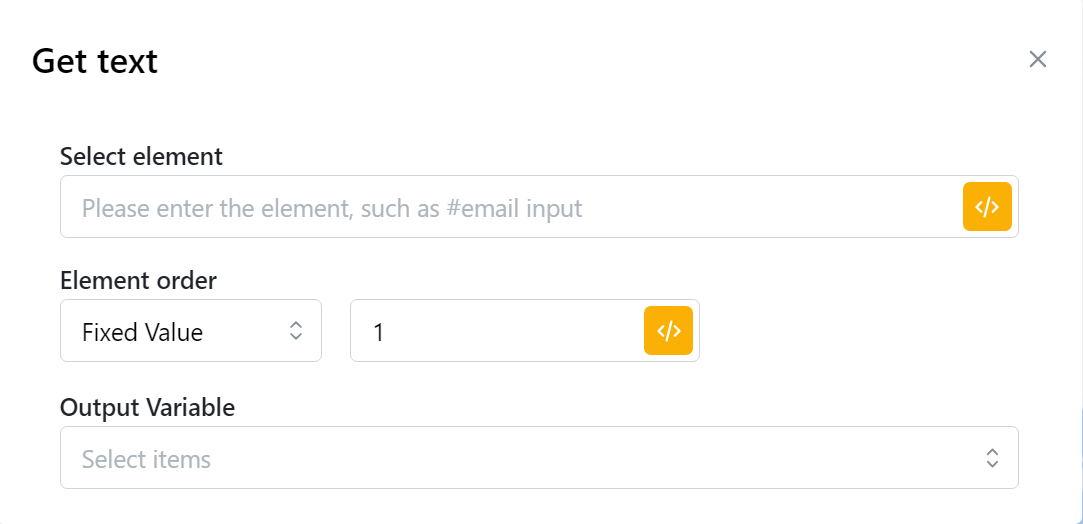 Get text
Select element
Please enter the element, such as #email input
</>
Element order
Fixed Value
1
</>
Output Variable
Select items